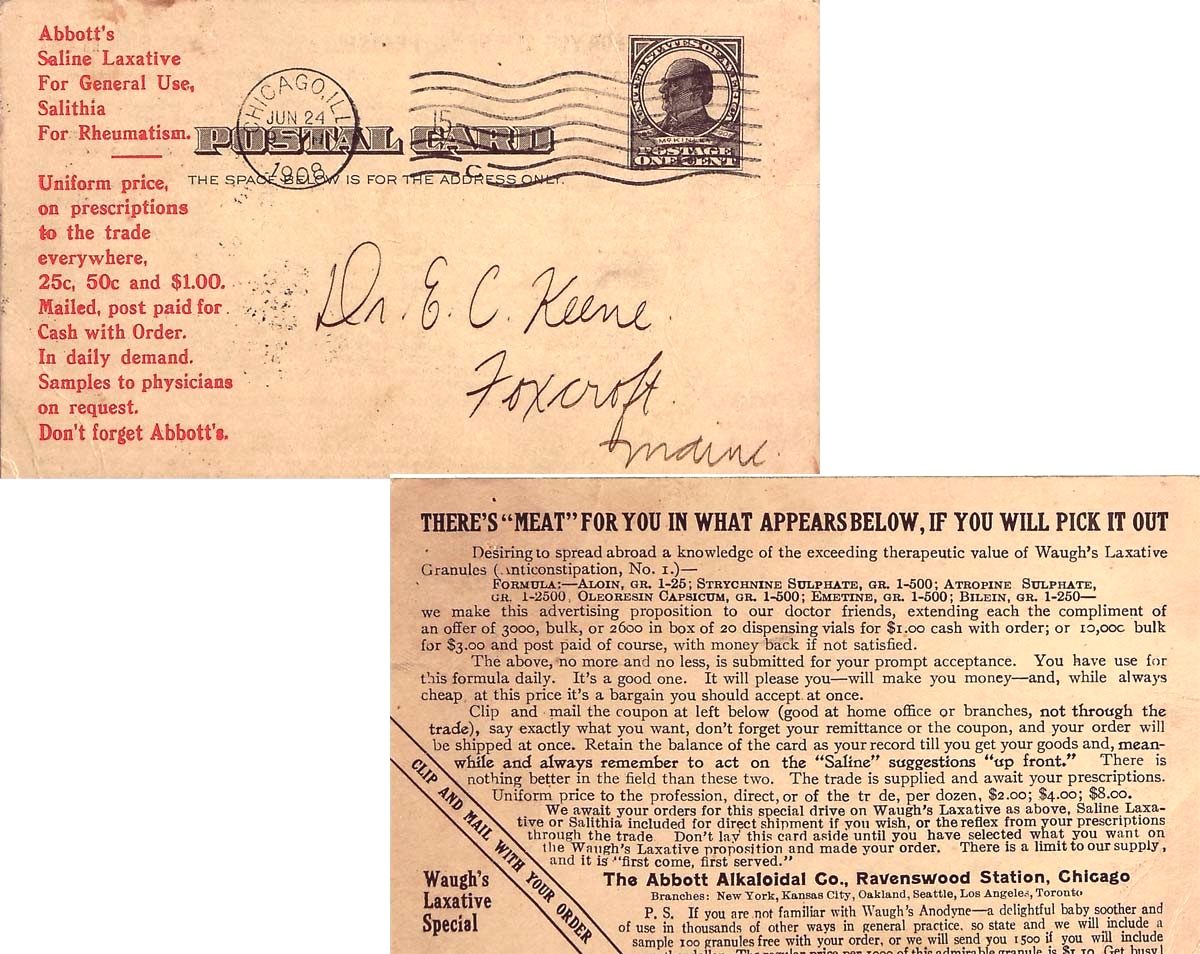 Abbott's
Saline Laxative
For General Use,
Salithia
For Rheumatism.
Uniform price,
on prescriptions
to the trade
everywhere,
25c, 50c and $1.00.
Mailed, post paid for
Cash with Order.
In daily demand.
Samples to physicians
on request.
Don't forget Abbott's.
CHICAGO, ILL.
JUN 24
1908
15
C
UNITED STATES OF AMERICA
McKINLEY
POSTAGE
ONE CENT
POSTAL CARD
THE SPACE BELOW IS FOR THE ADDRESS ONLY.
Dr. E. C. Keene.
Foxcroft.
Maine.
THERE'S "MEAT" FOR YOU IN WHAT APPEARS BELOW, IF YOU WILL PICK IT OUT
Desiring to spread abroad a knowledge of the exceeding therapeutic value of Waugh's Laxative
Granules (Anticonstipation, No. 1.)—
FORMULA:—ALOIN, GR. 1-25; STRYCHNINE SULPHATE, GR. 1-500; ATROPINE SULPHATE,
GR. 1-2500, OLEORESIN CAPSICUM, GR. 1-500; EMETINE, GR. 1-500; BILEIN, GR. 1-250—
we make this advertising proposition to our doctor friends, extending each the compliment of
an offer of 3000, bulk, or 2600 in box of 20 dispensing vials for $1.00 cash with order; or 10,000 bulk
for $3.00 and post paid of course, with money back if not satisfied.
The above, no more and no less, is submitted for your prompt acceptance. You have use for
this formula daily. It's a good one. It will please you—will make you money—and, while always
cheap, at this price it's a bargain you should accept at once.
Clip and mail the coupon at left below (good at home office or branches, not through the
trade), say exactly what you want, don't forget your remittance or the coupon, and your order will
be shipped at once. Retain the balance of the card as your record till you get your goods and, mean-
while and always remember to act on the "Saline" suggestions "up front." There is
nothing better in the field than these two. The trade is supplied and await your prescriptions.
Uniform price to the profession, direct, or of the tr de, per dozen, $2.00; $4.00; $8.00.
We await your orders for this special drive on Waugh's Laxative as above, Saline Laxa-
tive or Salithia included for direct shipment if you wish, or the reflex from your prescriptions
through the trade Don't lay this card aside until you have selected what you want on
the Waugh's Laxative proposition and made your order. There is a limit to our supply,
and it is "first come, first served."
The Abbott Alkaloidal Co., Ravenswood Station, Chicago
Branches: New York, Kansas City, Oakland, Seattle, Los Angeles, Toronto
P. S. If you are not familiar with Waugh's Anodyne—a delightful baby soother and
of use in thousands of other ways in general practice, so state and we will include a
sample 100 granules free with your order, or we will send you 1500 if you will include
The regular price per 1000 of this admirable granule is $1.10. Get busy!
CLIP AND MAIL WITH YOUR ORDER
Waugh's
Laxative
Special